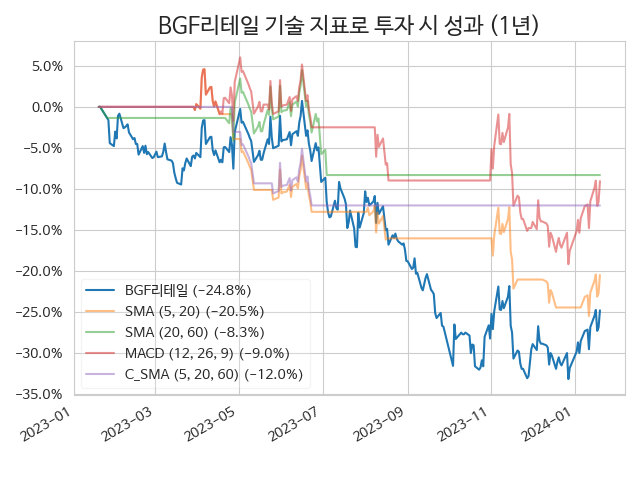 BGF리테일 기술 지표로 투자 시 성과 (1년)
5.0%
0.0%
−5.0%
−10.0%
−15.0%
−20.0%
−25.0%
−30.0%
−35.0%
BGF리테일 (−24.8%)
SMA (5, 20) (−20.5%)
SMA (20, 60) (−8.3%)
MACD (12, 26, 9) (−9.0%)
C_SMA (5, 20, 60) (−12.0%)
2023−01
2023−03
2023−05
2023−07
2023−09
2023−11
2024−01